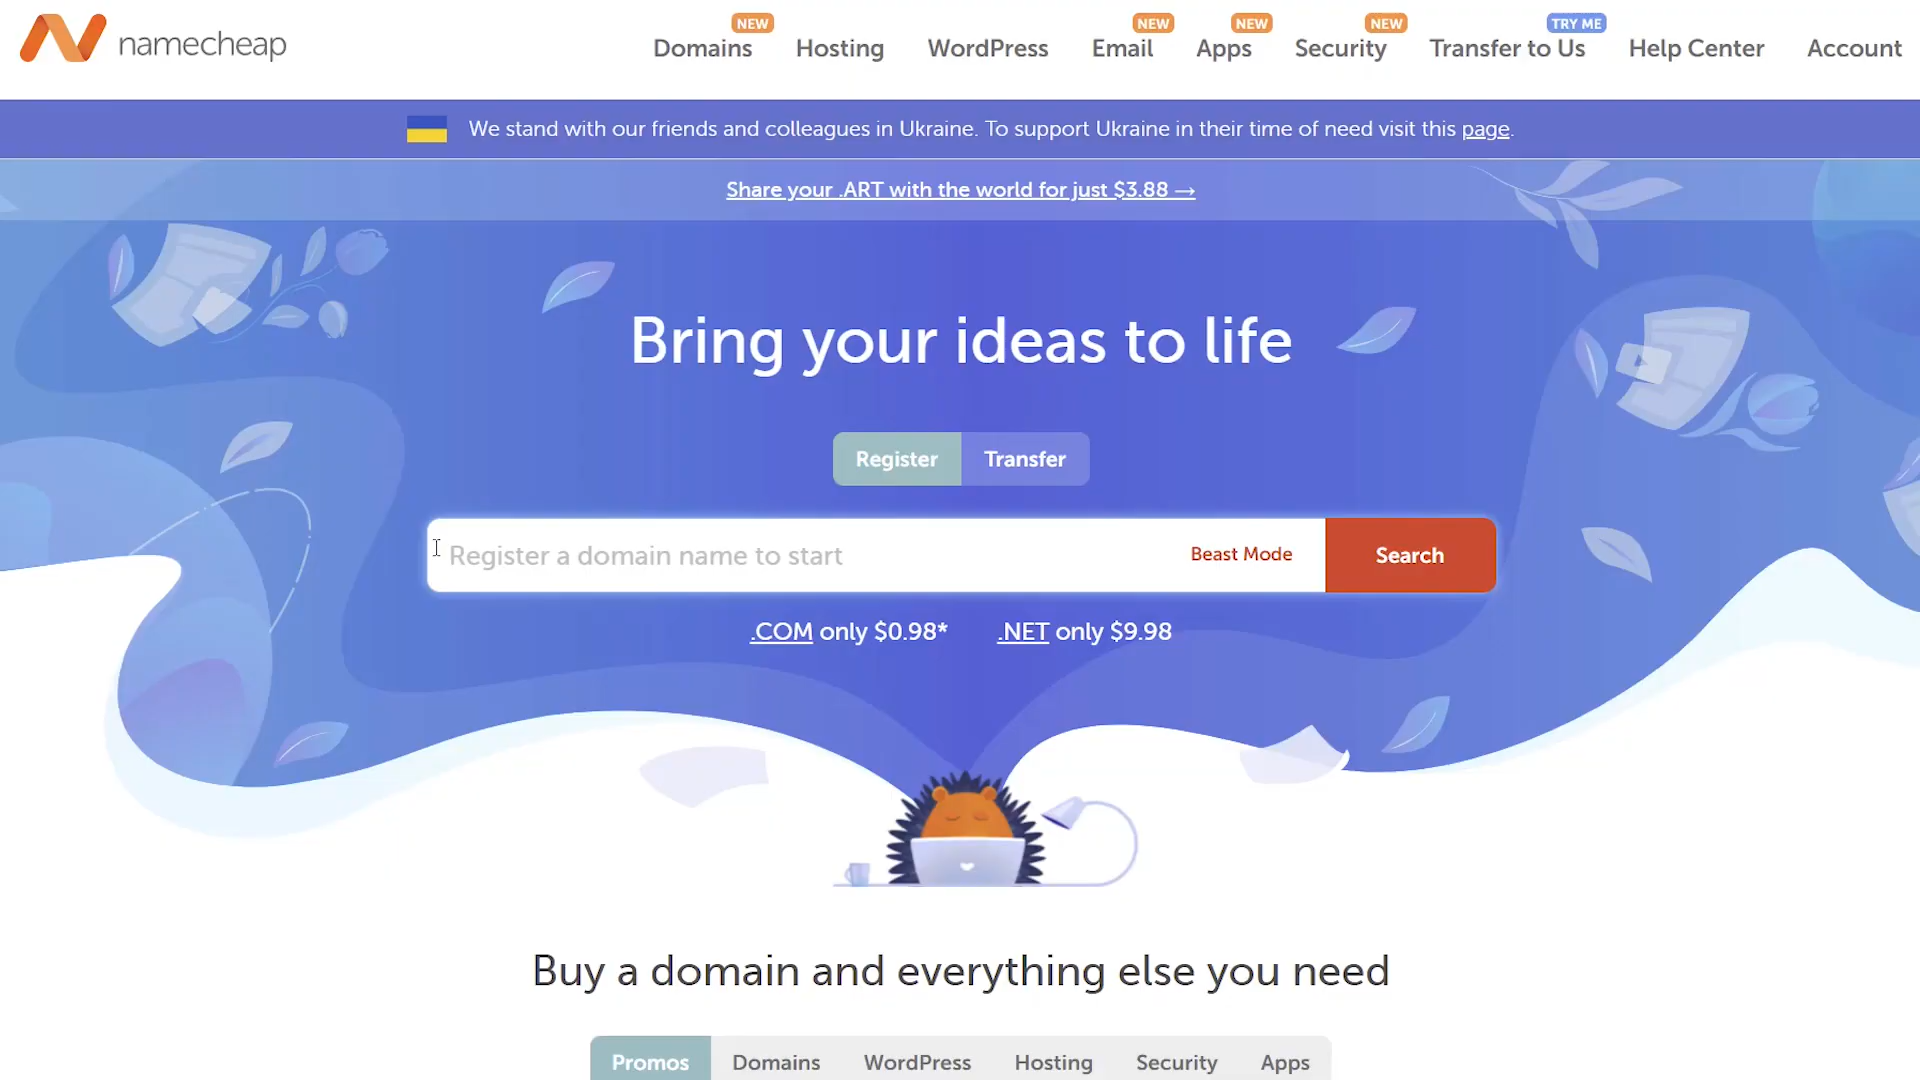 namecheap
NEW NEW NEW NEW TRY ME
Domains Hosting WordPress Email Apps Security Transfer to Us Help Center Account
We stand with our friends and colleagues in Ukraine. To support Ukraine in their time of need visit this page.
Share your .ART with the world for just $3.88 →
Bring your ideas to life
Register Transfer
Register a domain name to start Beast Mode Search
.COM only $0.98* .NET only $9.98
Buy a domain and everything else you need
Promos Domains WordPress Hosting Security Apps